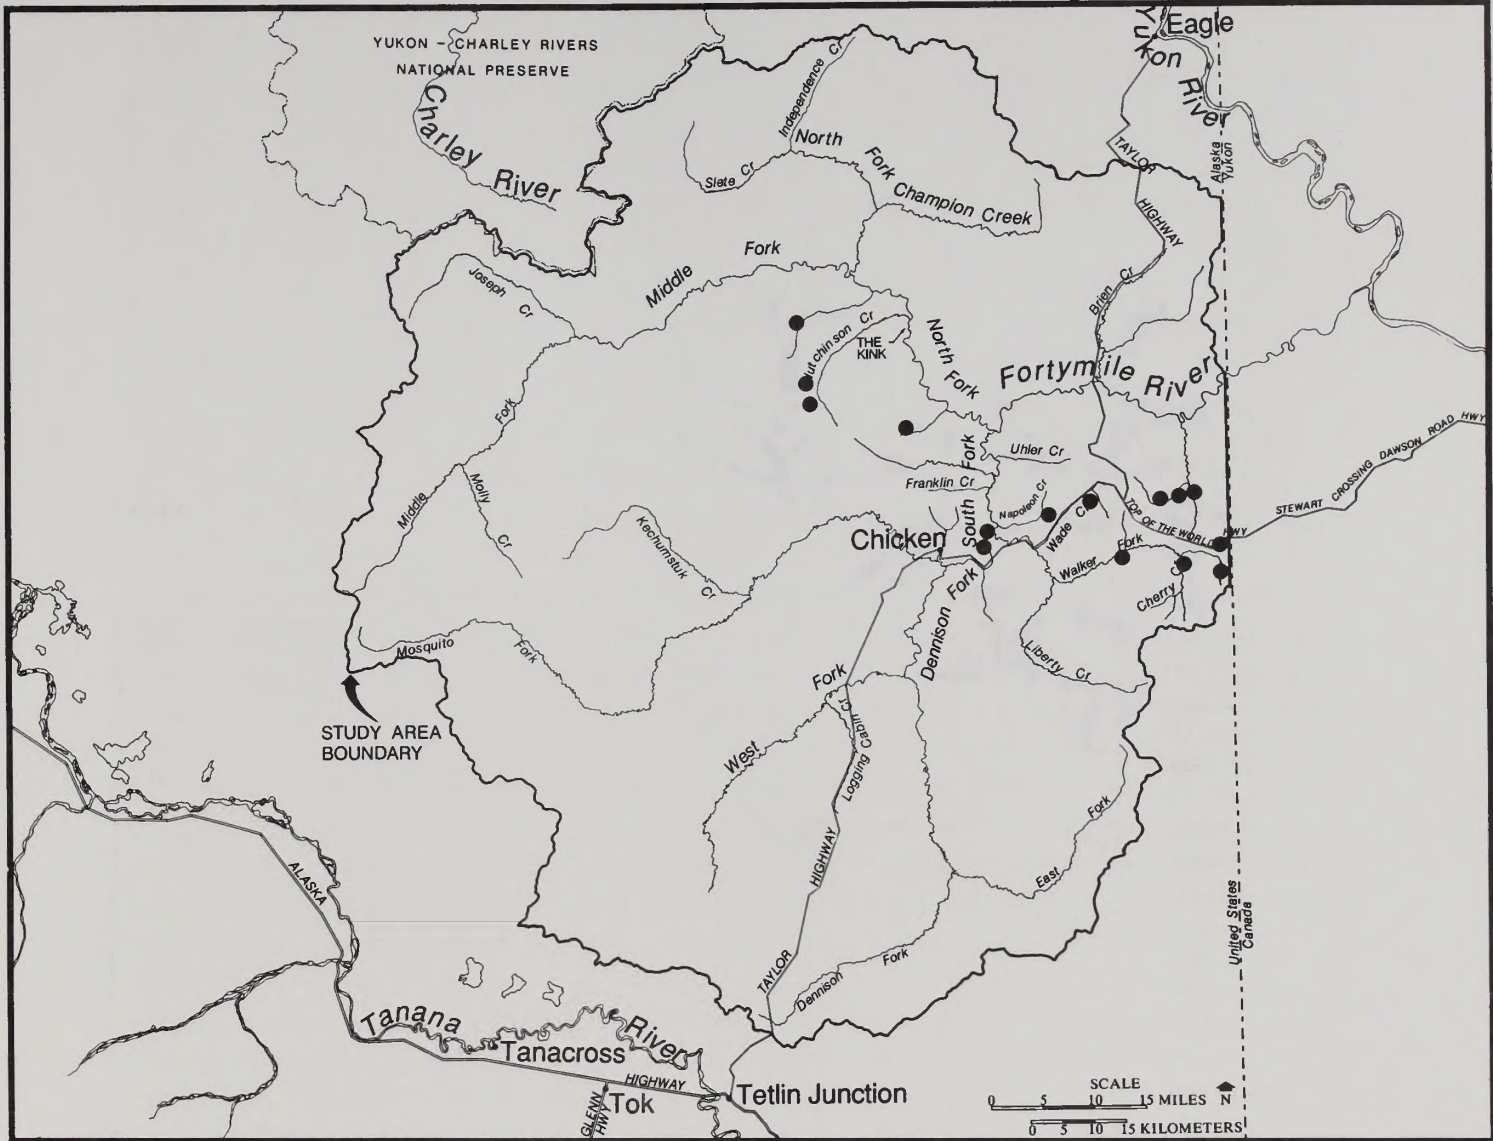 YUKON - CHARLEY RIVERS
NATIONAL PRESERVE
Eagle
Yukon
River
Charley
River
Independence Cr
North
Fork
Slete Cr
Champion Creek
TAYLOR
HIGHWAY
Alaska
Yukon
Joseph
Cr
Middle
Fork
Brien Cr
Hutchinson Cr
THE
KINK
North
Fork
Fortymile River
Fork
Middle
Molly
Cr
Uhler Cr
Franklin Cr
South
Fork
Napoleon Cr
Wade Cr
TOP OF THE WORLD
HWY
STEWART CROSSING DAWSON ROAD HWY
Chicken
Kechumstuk
Cr
Walker
Fork
Cherry Cr
Dennison
Fork
Liberty Cr
Mosquito
Fork
STUDY AREA
BOUNDARY
West
Fork
Logging Cabin Cr
HIGHWAY
TAYLOR
East
Fork
Dennison
Fork
ALASKA
United States
Canada
Tanana
River
Tanacross
HIGHWAY
Tok
GLENN
HWY
Tetlin Junction
SCALE
0 5 10 15 MILES N
0 5 10 15 KILOMETERS